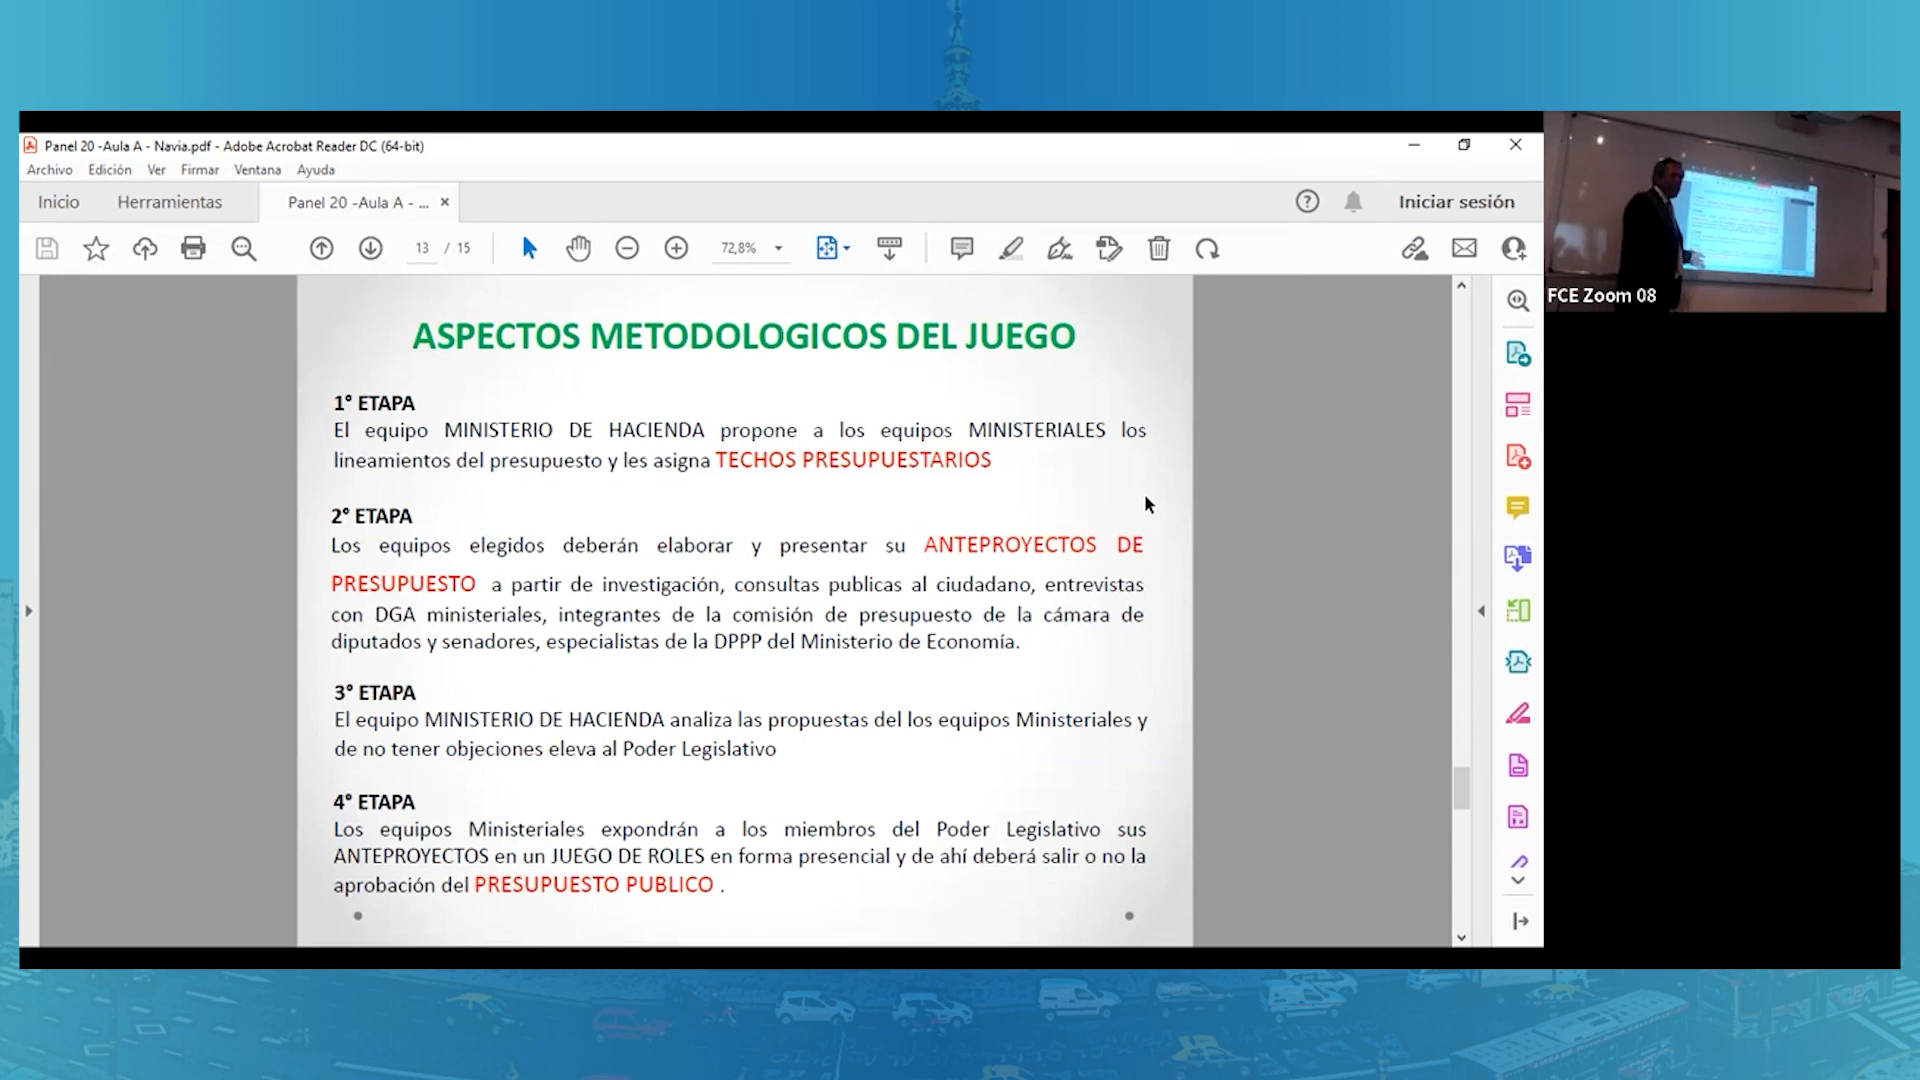 Panel 20 -Aula A - Navia.pdf - Adobe Acrobat Reader DC (64-bit)
Archivo Edición Ver Firmar Ventana Ayuda
Inicio Herramientas Panel 20 -Aula A - ... Iniciar sesión
13 / 15 72,8%
FCE Zoom 08
ASPECTOS METODOLOGICOS DEL JUEGO
1° ETAPA
El equipo MINISTERIO DE HACIENDA propone a los equipos MINISTERIALES los
lineamientos del presupuesto y les asigna TECHOS PRESUPUESTARIOS
2° ETAPA
Los equipos elegidos deberán elaborar y presentar su ANTEPROYECTOS DE
PRESUPUESTO a partir de investigación, consultas publicas al ciudadano, entrevistas
con DGA ministeriales, integrantes de la comisión de presupuesto de la cámara de
diputados y senadores, especialistas de la DPPP del Ministerio de Economía.
3° ETAPA
El equipo MINISTERIO DE HACIENDA analiza las propuestas del los equipos Ministeriales y
de no tener objeciones eleva al Poder Legislativo
4° ETAPA
Los equipos Ministeriales expondrán a los miembros del Poder Legislativo sus
ANTEPROYECTOS en un JUEGO DE ROLES en forma presencial y de ahí deberá salir o no la
aprobación del PRESUPUESTO PUBLICO .